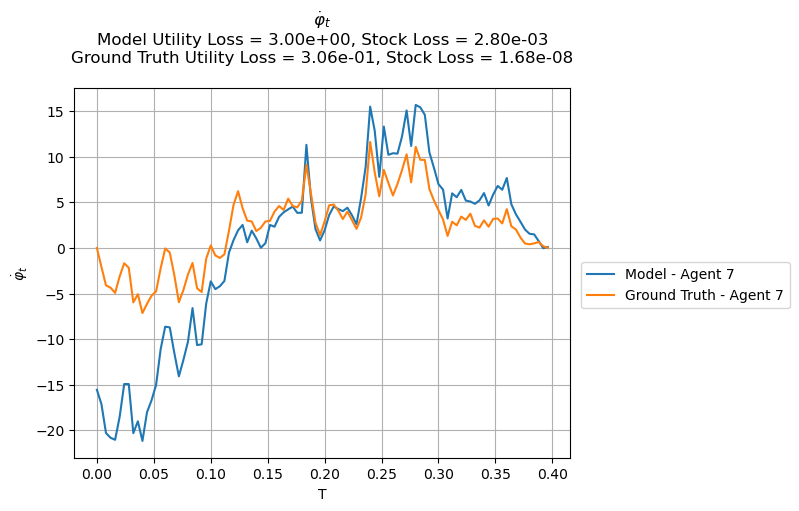 φ̇ₜ
Model Utility Loss = 3.00e+00, Stock Loss = 2.80e-03
Ground Truth Utility Loss = 3.06e-01, Stock Loss = 1.68e-08
15
10
5
0
−5
−10
−15
−20
φ̇ₜ
0.00 0.05 0.10 0.15 0.20 0.25 0.30 0.35 0.40
T
Model - Agent 7
Ground Truth - Agent 7